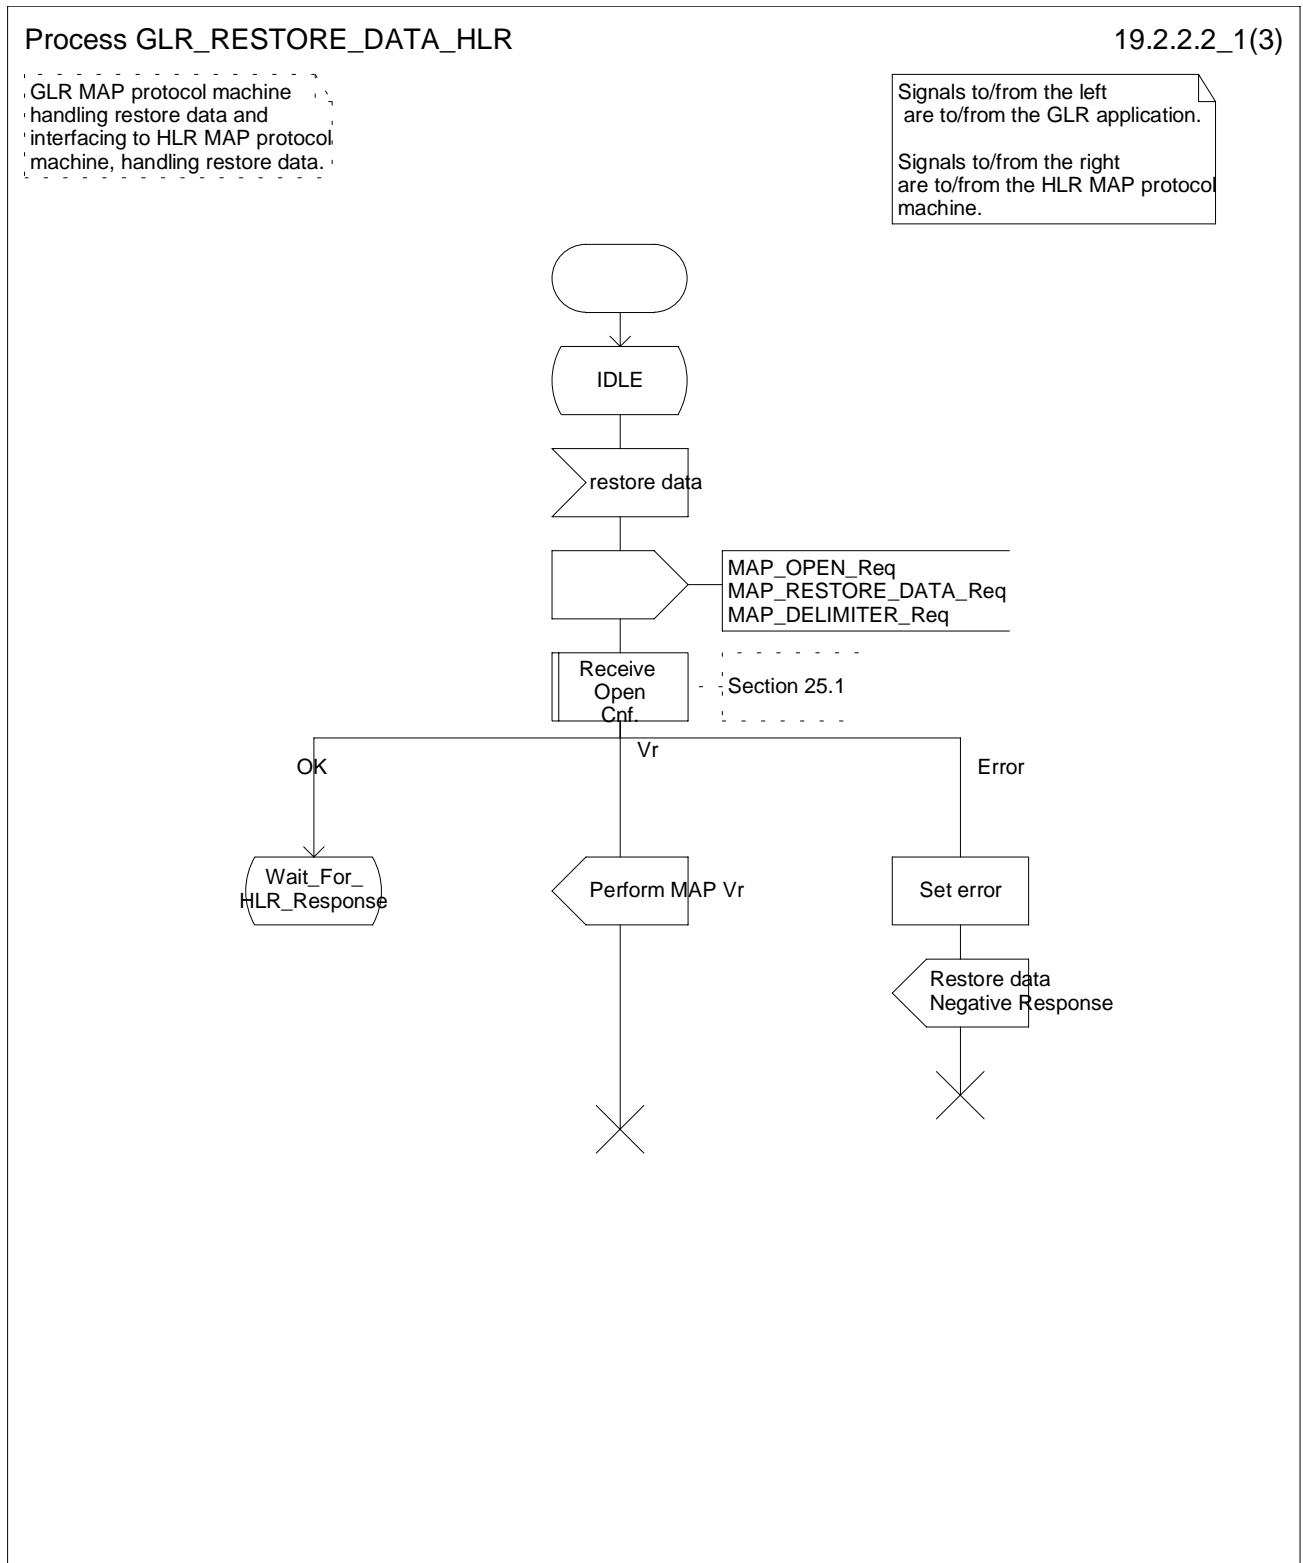 Process GLR_RESTORE_DATA_HLR
19.2.2.2_1(3)
GLR MAP protocol machine
handling restore data and
interfacing to HLR MAP protocol
machine, handling restore data.
Signals to/from the left
are to/from the GLR application.
Signals to/from the right
are to/from the HLR MAP protocol
machine.
IDLE
restore data
MAP_OPEN_Req
MAP_RESTORE_DATA_Req
MAP_DELIMITER_Req
Receive
Open
Cnf.
Section 25.1
OK
Vr
Error
Wait_For_
HLR_Response
Perform MAP Vr
Set error
Restore data
Negative Response